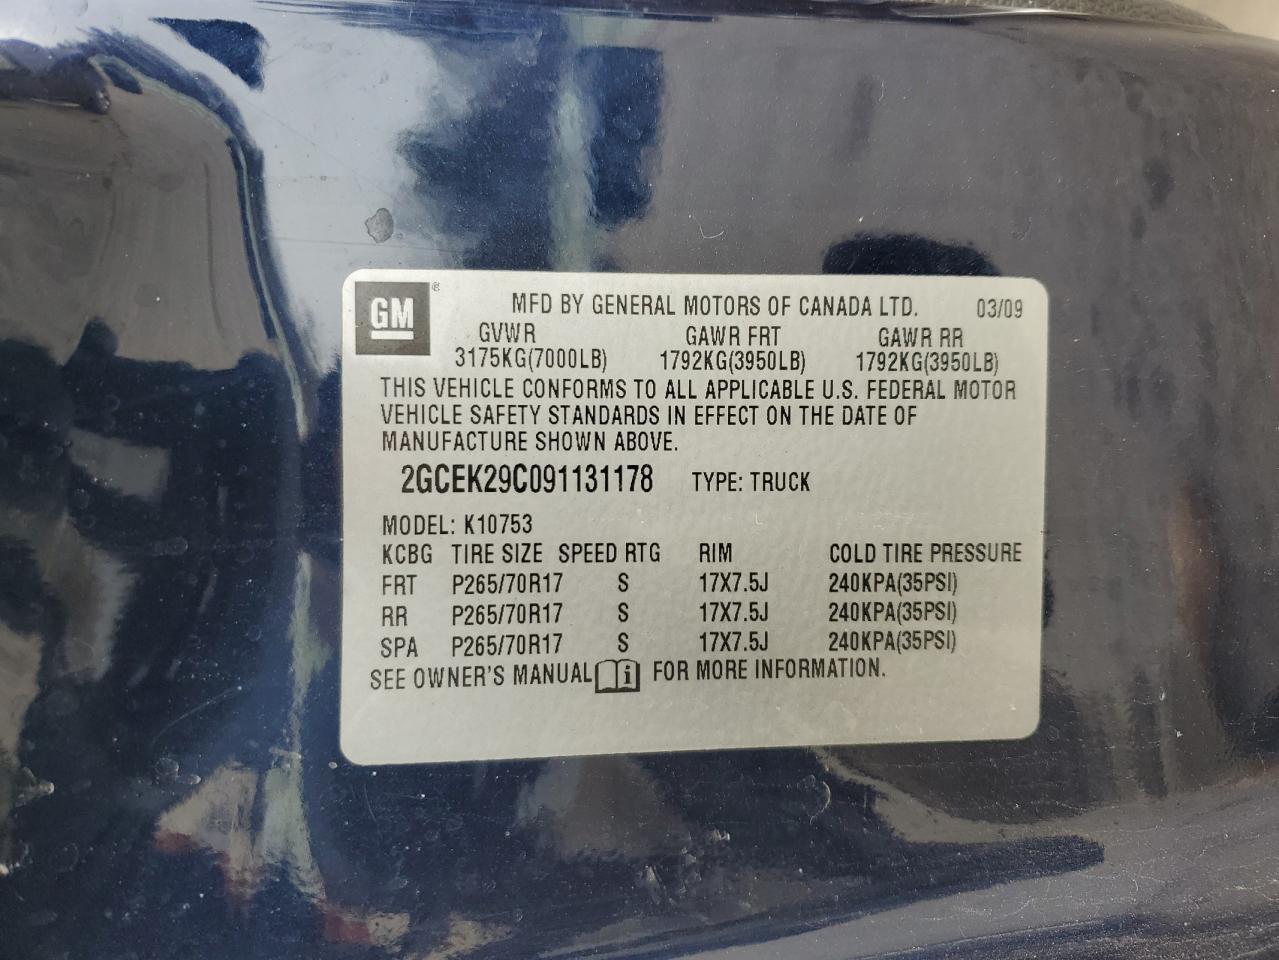 GM ®
MFD BY GENERAL MOTORS OF CANADA LTD. 03/09
GVWR GAWR FRT GAWR RR
3175KG(7000LB) 1792KG(3950LB) 1792KG(3950LB)
THIS VEHICLE CONFORMS TO ALL APPLICABLE U.S. FEDERAL MOTOR
VEHICLE SAFETY STANDARDS IN EFFECT ON THE DATE OF
MANUFACTURE SHOWN ABOVE.
2GCEK29C091131178 TYPE: TRUCK
MODEL: K10753
KCBG TIRE SIZE SPEED RTG RIM COLD TIRE PRESSURE
FRT P265/70R17 S 17X7.5J 240KPA(35PSI)
RR P265/70R17 S 17X7.5J 240KPA(35PSI)
SPA P265/70R17 S 17X7.5J 240KPA(35PSI)
SEE OWNER'S MANUAL i FOR MORE INFORMATION.